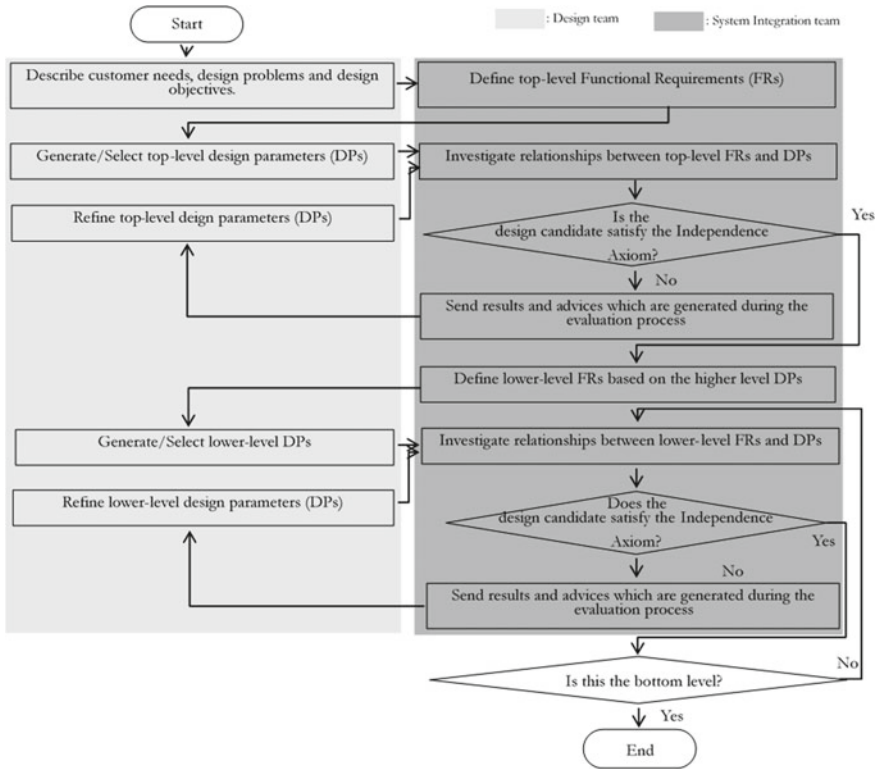 Start
: Design team
: System Integration team
Describe customer needs, design problems and design
objectives.
Define top-level Functional Requirements (FRs)
Generate/Select top-level design parameters (DPs)
Investigate relationships between top-level FRs and DPs
Refine top-level deign parameters (DPs)
Is the
design candidate satisfy the Independence
Axiom?
Yes
No
Send results and advices which are generated during the
evaluation process
Define lower-level FRs based on the higher level DPs
Generate/Select lower-level DPs
Investigate relationships between lower-level FRs and DPs
Refine lower-level design parameters (DPs)
Does the
design candidate satisfy the Independence
Axiom?
Yes
No
Send results and advices which are generated during the
evaluation process
Is this the bottom level?
No
Yes
End